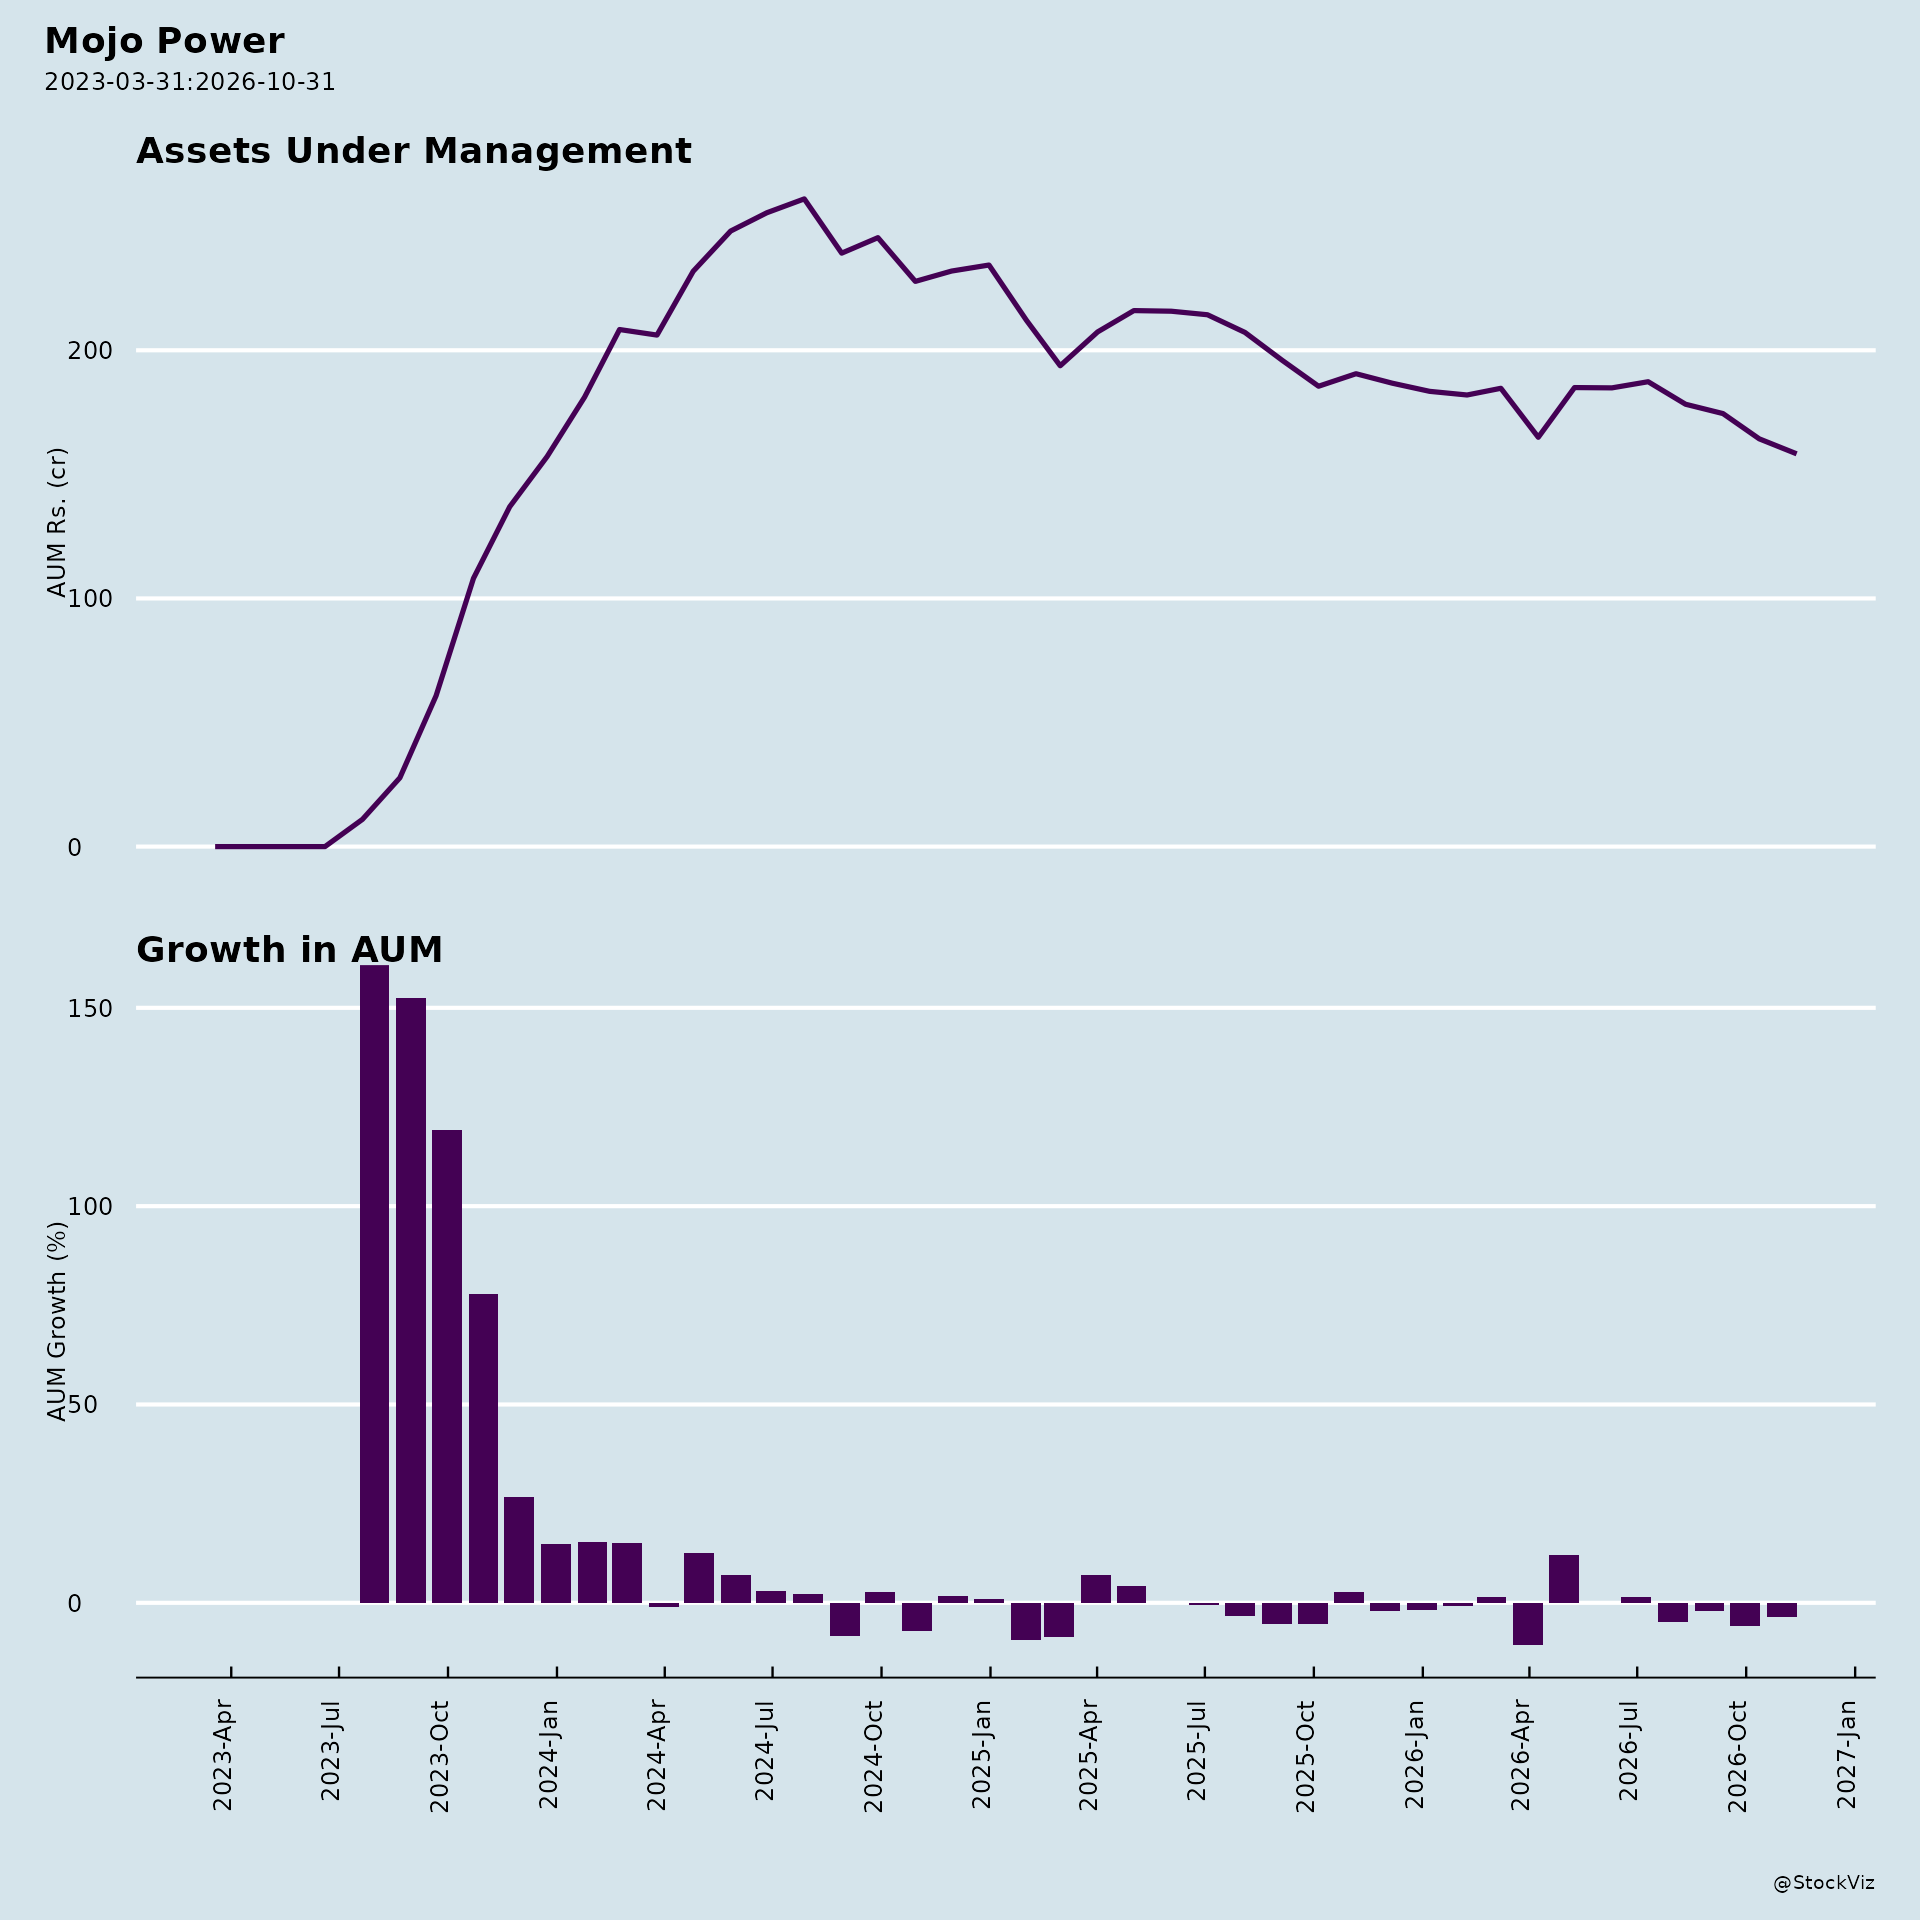 Mojo Power
2023-03-31:2026-10-31
Assets Under Management
AUM Rs. (cr)
200
100
0
Growth in AUM
AUM Growth (%)
150
100
50
0
2023-Apr
2023-Jul
2023-Oct
2024-Jan
2024-Apr
2024-Jul
2024-Oct
2025-Jan
2025-Apr
2025-Jul
2025-Oct
2026-Jan
2026-Apr
2026-Jul
2026-Oct
2027-Jan
@StockViz